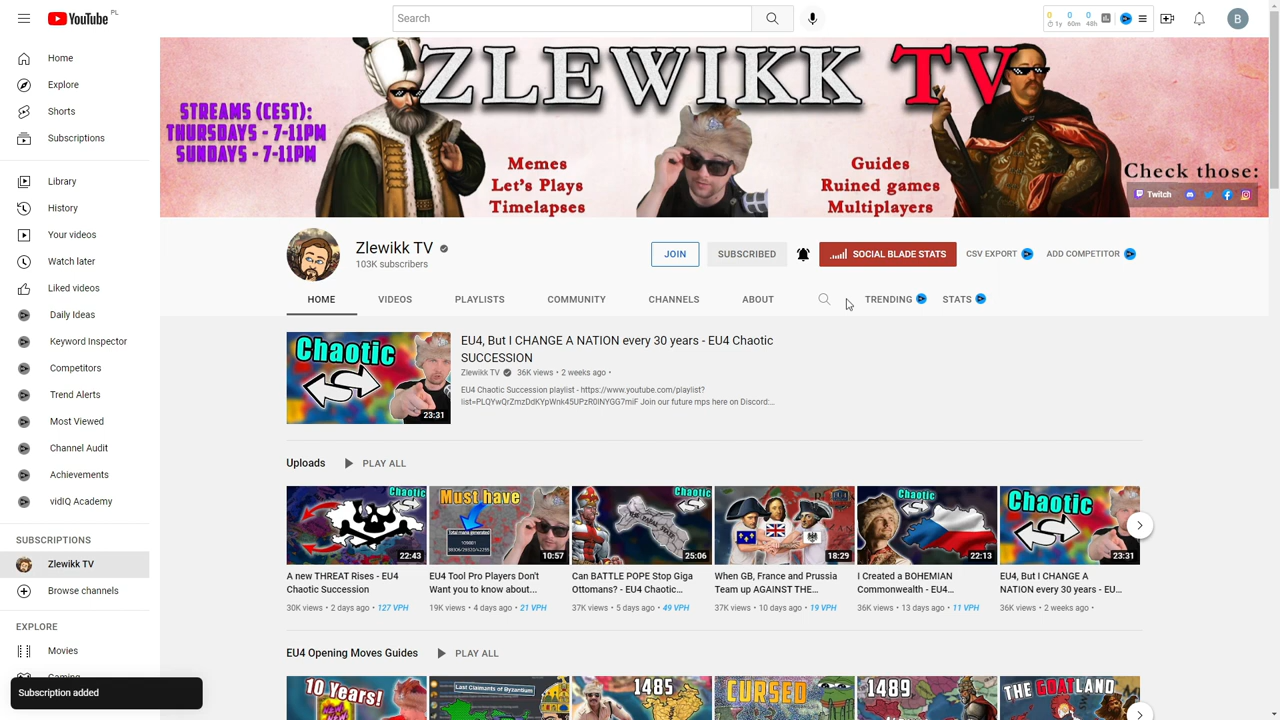 YouTube PL
Search
0 0 0
1y 60m 48h
B
Home
Explore
Shorts
Subscriptions
Library
History
Your videos
Watch later
Liked videos
Daily Ideas
Keyword Inspector
Competitors
Trend Alerts
Most Viewed
Channel Audit
Achievements
vidIQ Academy
SUBSCRIPTIONS
Zlewikk TV
Browse channels
EXPLORE
Movies
Gaming
Subscription added
ZLEWIKK TV
STREAMS (CEST):
THURSDAYS - 7-11PM
SUNDAYS - 7-11PM
Memes
Let's Plays
Timelapses
Guides
Ruined games
Multiplayers
Check those:
Twitch
Zlewikk TV
103K subscribers
JOIN SUBSCRIBED SOCIAL BLADE STATS CSV EXPORT ADD COMPETITOR
HOME VIDEOS PLAYLISTS COMMUNITY CHANNELS ABOUT TRENDING STATS
Chaotic
23:31
EU4, But I CHANGE A NATION every 30 years - EU4 Chaotic
SUCCESSION
Zlewikk TV 36K views • 2 weeks ago •
EU4 Chaotic Succession playlist - https://www.youtube.com/playlist?
list=PLQYwQrZmzDdKYpWnk45UPzR0INYGG7miF Join our future mps here on Discord:...
Uploads PLAY ALL
Chaotic
22:43
A new THREAT Rises - EU4
Chaotic Succession
30K views • 2 days ago • 127 VPH
Must have
10:57
EU4 Tool Pro Players Don't
Want you to know about...
19K views • 4 days ago • 21 VPH
Chaotic
25:06
Can BATTLE POPE Stop Giga
Ottomans? - EU4 Chaotic...
37K views • 5 days ago • 49 VPH
18:29
When GB, France and Prussia
Team up AGAINST THE...
37K views • 10 days ago • 19 VPH
Chaotic
22:13
I Created a BOHEMIAN
Commonwealth - EU4...
36K views • 13 days ago • 11 VPH
Chaotic
23:31
EU4, But I CHANGE A
NATION every 30 years - EU...
36K views • 2 weeks ago •
EU4 Opening Moves Guides PLAY ALL
10 Years!
Last Claimants of Byzantium
1485
CURSED
1489
THE GOATLAND